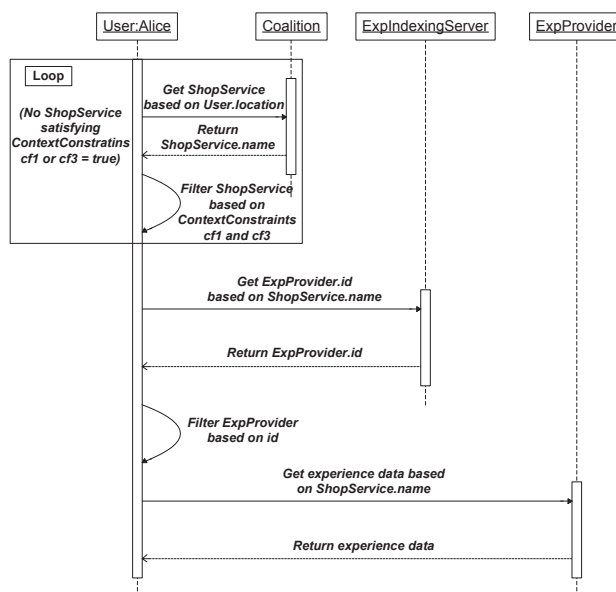 User:Alice
Coalition
ExpIndexingServer
ExpProvider
Loop
(No ShopService
satisfying
ContextConstratins
cf1 or cf3 = true)
Get ShopService
based on User.location
Return
ShopService.name
Filter ShopService
based on
ContextConstraints
cf1 and cf3
Get ExpProvider.id
based on ShopService.name
Return ExpProvider.id
Filter ExpProvider
based on id
Get experience data based
on ShopService.name
Return experience data